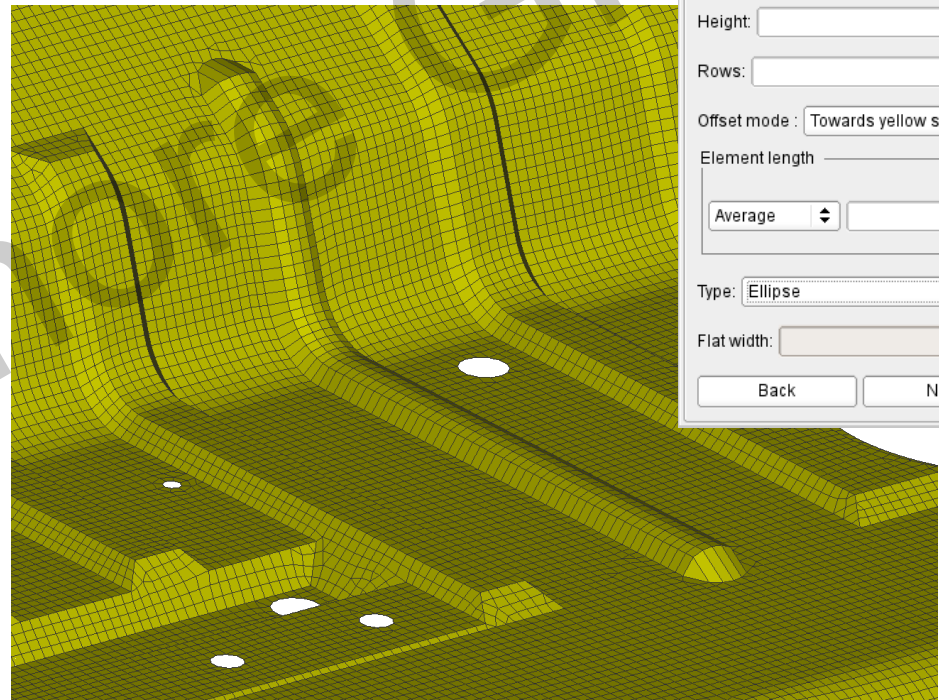 Height:
Rows:
Offset mode : Towards yellow s
Element length
Average
Type: Ellipse
Flat width:
Back N